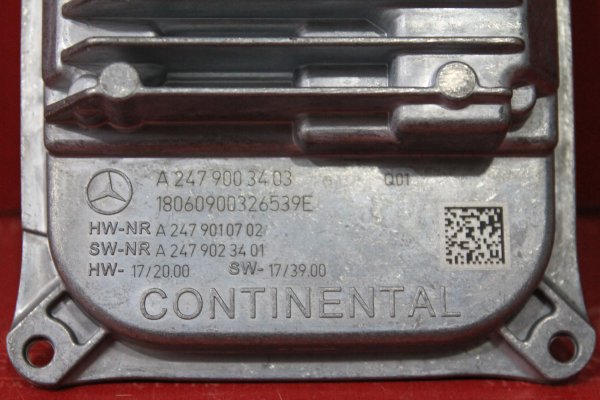 A 247 900 34 03 Q01
18060900326539E
HW-NR A 247 901 07 02
SW-NR A 247 902 34 01
HW- 17/20.00 SW- 17/39.00
CONTINENTAL